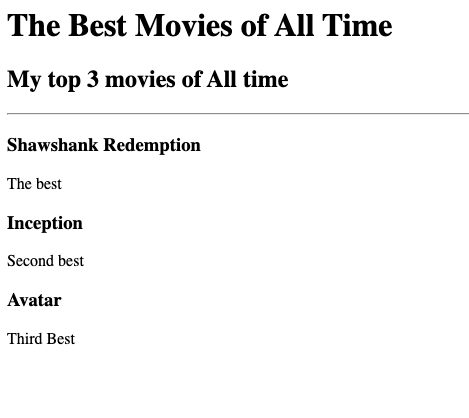 The Best Movies of All Time
My top 3 movies of All time
Shawshank Redemption
The best
Inception
Second best
Avatar
Third Best